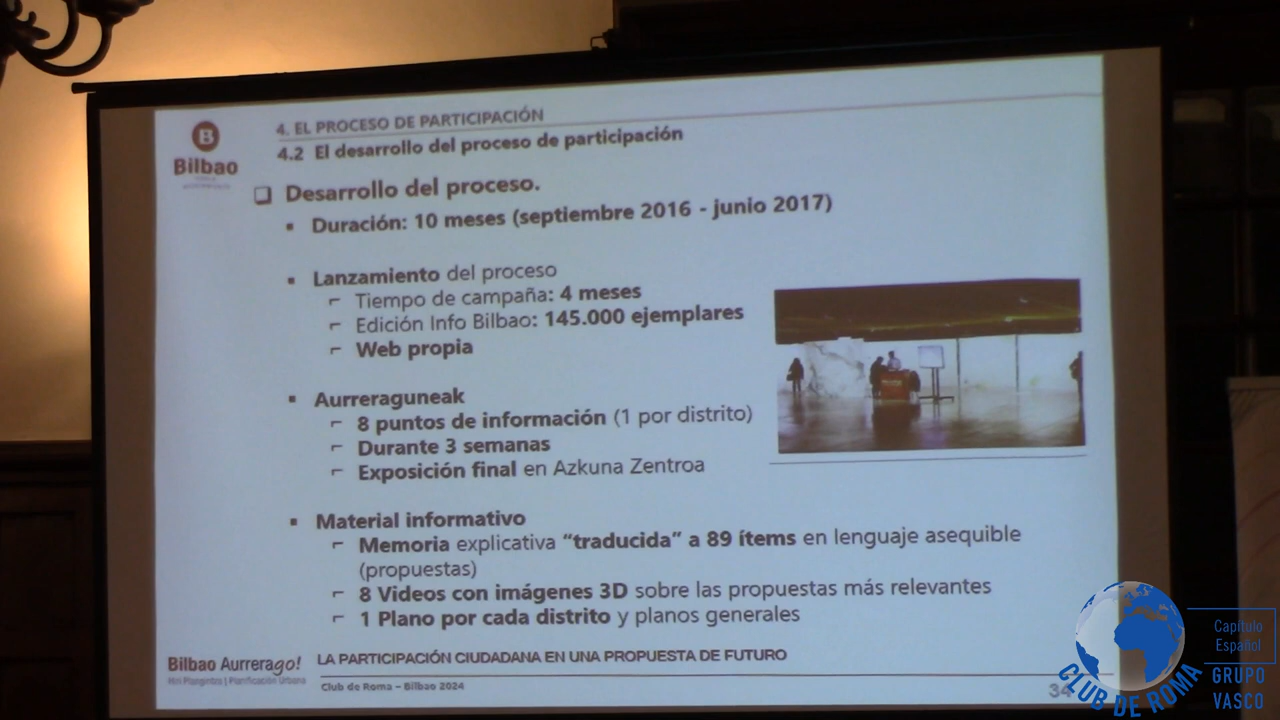 B
Bilbao
4. EL PROCESO DE PARTICIPACIÓN
4.2 El desarrollo del proceso de participación
Desarrollo del proceso.
Duración: 10 meses (septiembre 2016 - junio 2017)
Lanzamiento del proceso
Tiempo de campaña: 4 meses
Edición Info Bilbao: 145.000 ejemplares
Web propia
Aurreraguneak
8 puntos de información (1 por distrito)
Durante 3 semanas
Exposición final en Azkuna Zentroa
Material informativo
Memoria explicativa “traducida” a 89 ítems en lenguaje asequible
(propuestas)
8 Videos con imágenes 3D sobre las propuestas más relevantes
1 Plano por cada distrito y planos generales
Bilbao Aurrerago!
Hiri Plangintza | Planificación Urbana
LA PARTICIPACIÓN CIUDADANA EN UNA PROPUESTA DE FUTURO
Club de Roma – Bilbao 2024
34
CLUB DE ROMA
Capítulo
Español
GRUPO
VASCO